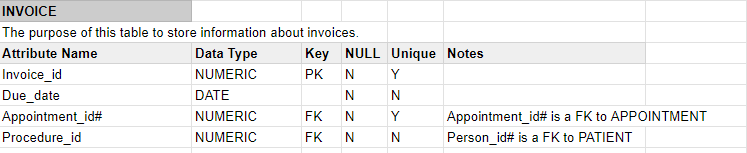 INVOICE
The purpose of this table to store information about invoices.
Attribute Name Data Type Key NULL Unique Notes
Invoice_id NUMERIC PK N Y
Due_date DATE N N
Appointment_id# NUMERIC FK N Y Appointment_id# is a FK to APPOINTMENT
Procedure_id NUMERIC FK N N Person_id# is a FK to PATIENT